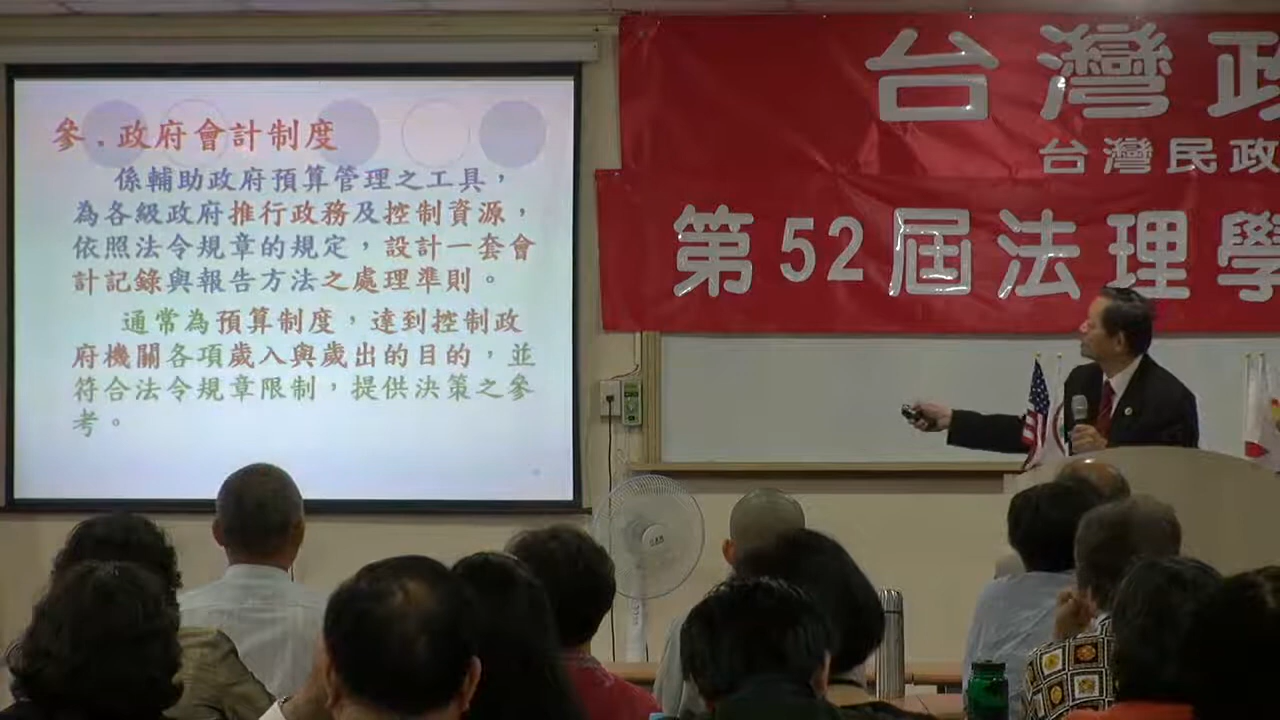 參.政府會計制度
係輔助政府預算管理之工具，
為各級政府推行政務及控制資源，
依照法令規章的規定，設計一套會
計記錄與報告方法之處理準則。
通常為預算制度，達到控制政
府機關各項歲入與歲出的目的，並
符合法令規章限制，提供決策之參
考。
台灣政
台灣民政
第52屆法理學